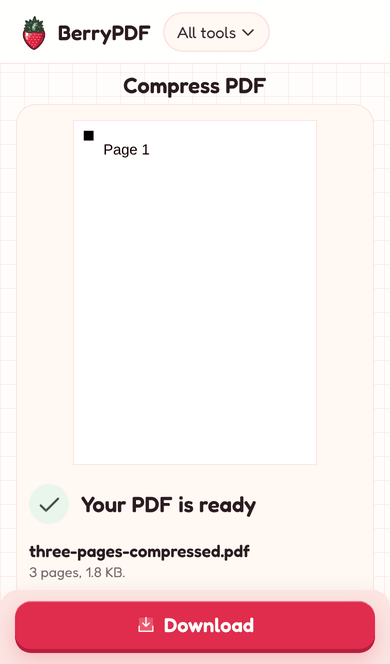 BerryPDF
All tools
Compress PDF
Page 1
Your PDF is ready
three-pages-compressed.pdf
3 pages, 1.8 KB.
Download